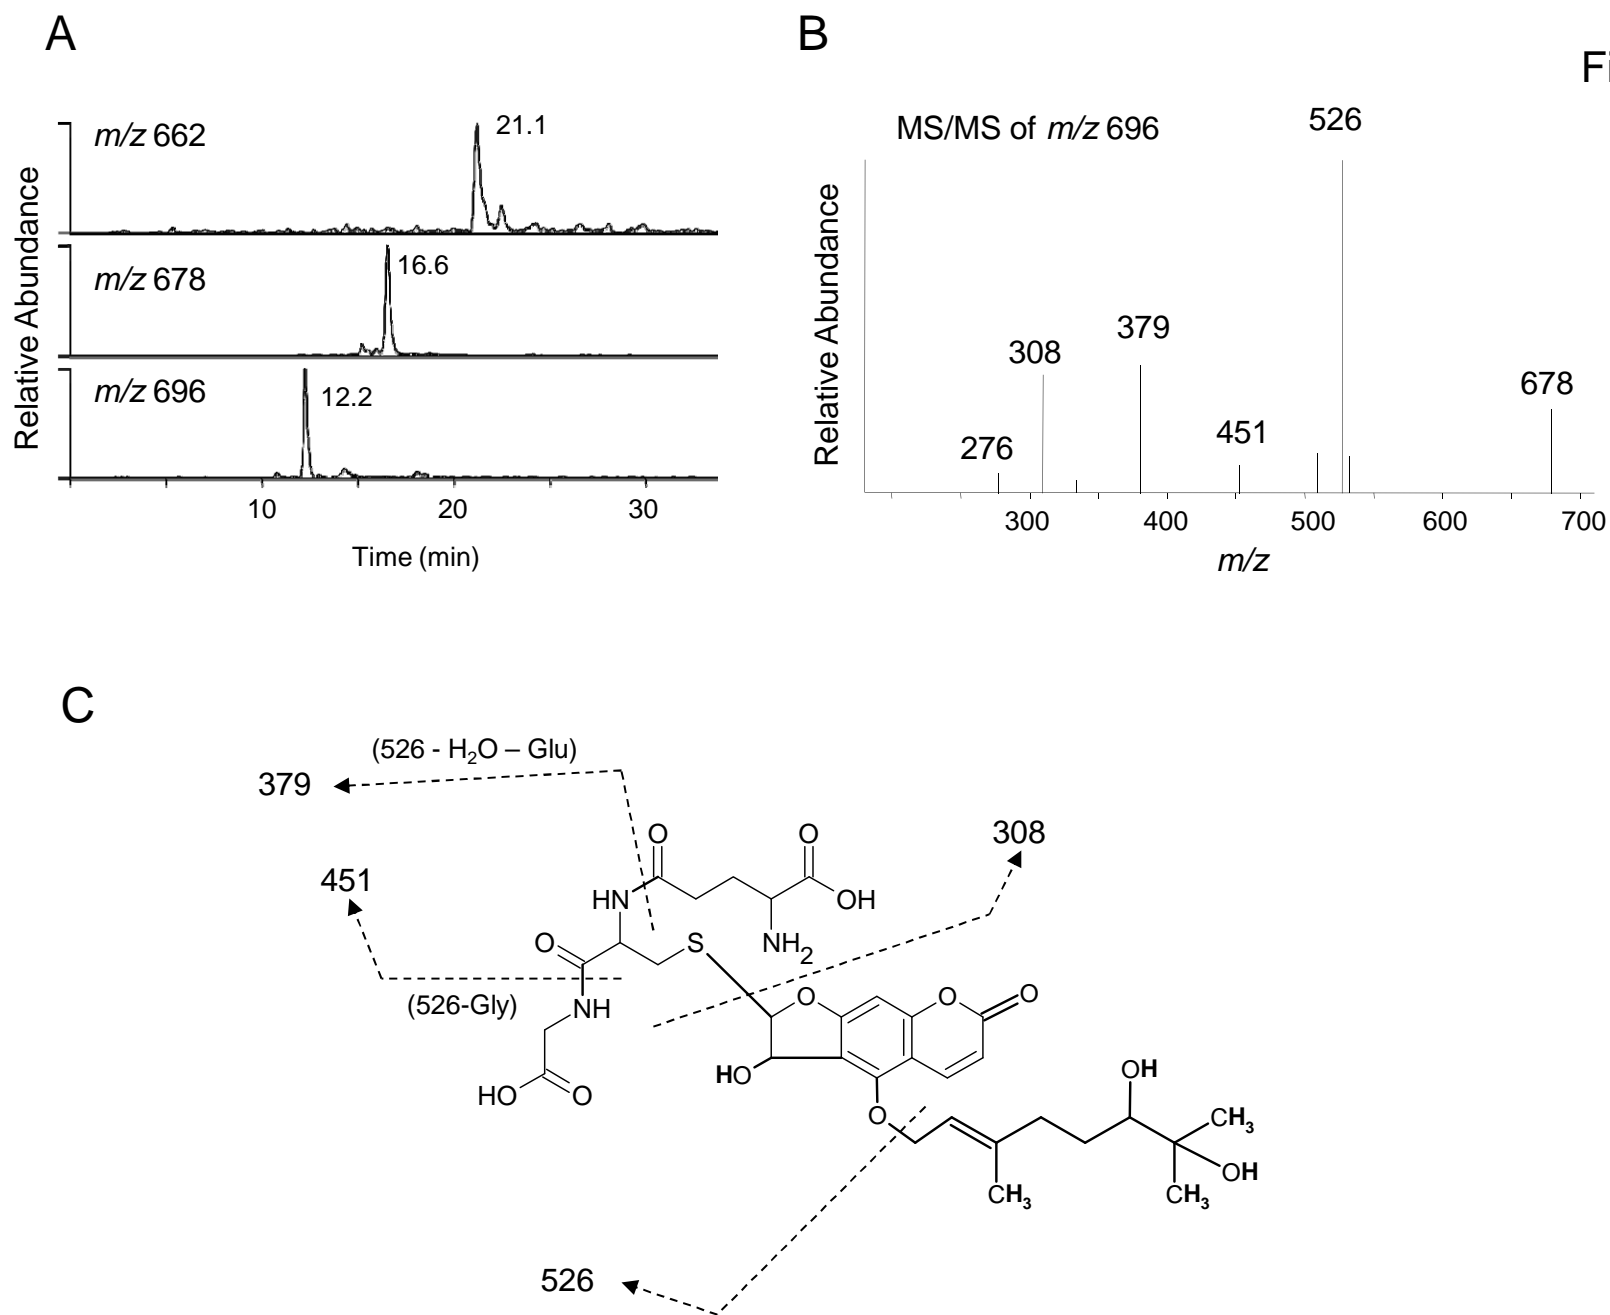 A
B
Fi
m/z 662
21.1
m/z 678
16.6
m/z 696
12.2
Relative Abundance
10
20
30
Time (min)
MS/MS of m/z 696
526
308
379
276
451
678
Relative Abundance
300
400
500
600
700
m/z
C
(526 - H₂O – Glu)
379
308
451
O
O
HN
OH
O
S
NH₂
(526-Gly)
NH
O
O
O
HO
HO
O
OH
O
CH₃
OH
CH₃
CH₃
526